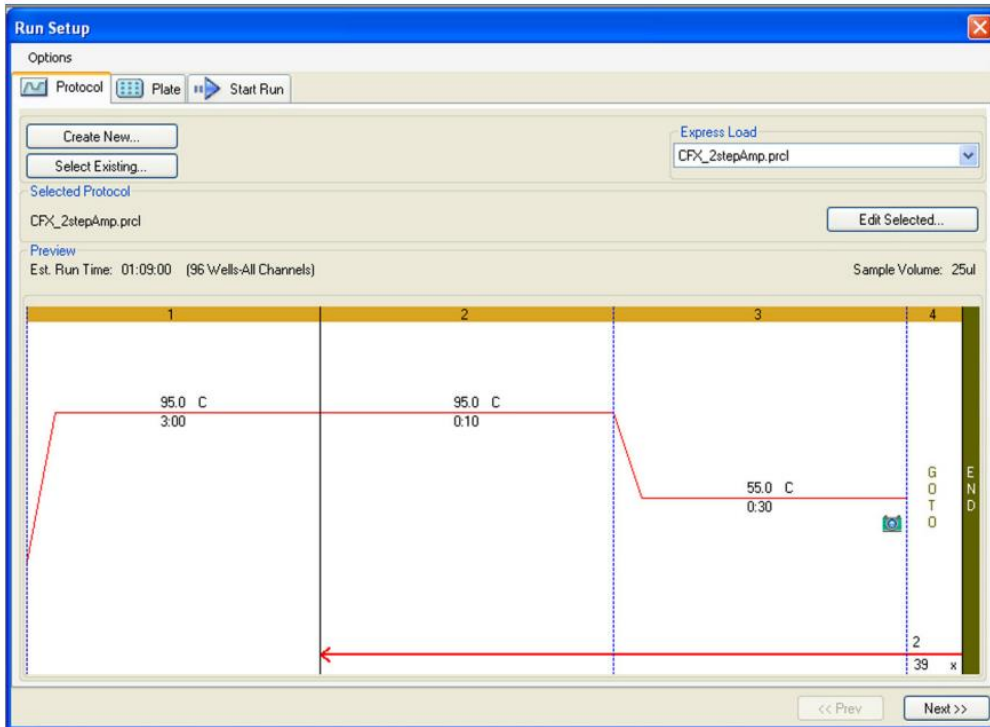 Run Setup
Options
Protocol Plate Start Run
Create New...
Select Existing...
Express Load
CFX_2stepAmp.prcl
Selected Protocol
CFX_2stepAmp.prcl
Edit Selected...
Preview
Est. Run Time: 01:09:00 (96 Wells-All Channels)
Sample Volume: 25ul
1 2 3 4
95.0 C
3:00
95.0 C
0:10
55.0 C
0:30
GOTO
END
2
39 x
<< Prev
Next >>